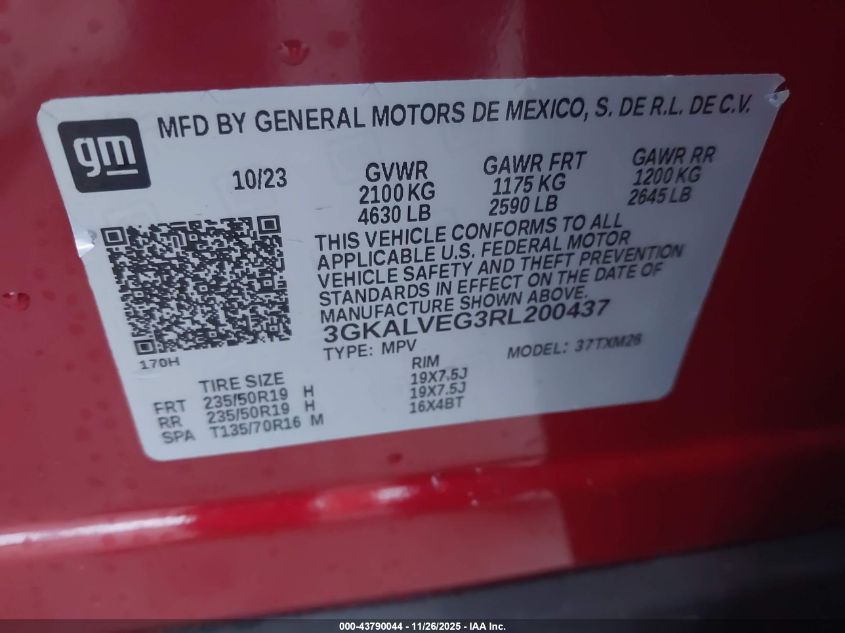 gm
MFD BY GENERAL MOTORS DE MEXICO, S. DE R.L. DE C.V.
10/23
GVWR
2100 KG
4630 LB
GAWR FRT
1175 KG
2590 LB
GAWR RR
1200 KG
2645 LB
THIS VEHICLE CONFORMS TO ALL
APPLICABLE U.S. FEDERAL MOTOR
VEHICLE SAFETY AND THEFT PREVENTION
STANDARDS IN EFFECT ON THE DATE OF
MANUFACTURE SHOWN ABOVE.
3GKALVEG3RL200437
TYPE: MPV MODEL: 37TXM26
170H
TIRE SIZE RIM
FRT 235/50R19 H 19X7.5J
RR 235/50R19 H 19X7.5J
SPA T135/70R16 M 16X4BT
000-43790044 - 11/26/2025 - IAA Inc.